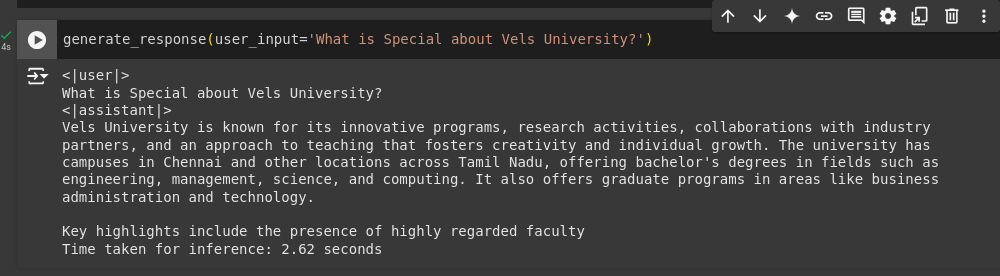 4s
generate_response(user_input='What is Special about Vels University?')
<|user|>
What is Special about Vels University?
<|assistant|>
Vels University is known for its innovative programs, research activities, collaborations with industry
partners, and an approach to teaching that fosters creativity and individual growth. The university has
campuses in Chennai and other locations across Tamil Nadu, offering bachelor's degrees in fields such as
engineering, management, science, and computing. It also offers graduate programs in areas like business
administration and technology.
Key highlights include the presence of highly regarded faculty
Time taken for inference: 2.62 seconds